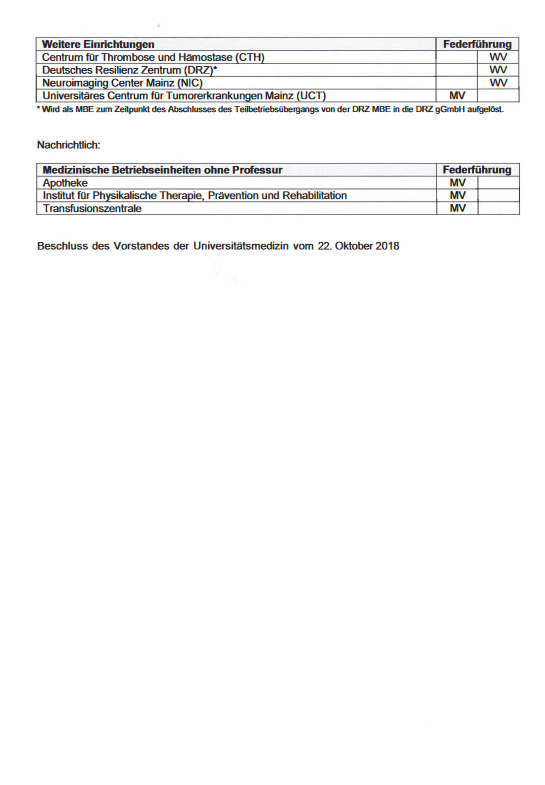 Weitere Einrichtungen Federführung
Centrum für Thrombose und Hämostase (CTH) WV
Deutsches Resilienz Zentrum (DRZ)* WV
Neuroimaging Center Mainz (NIC) WV
Universitäres Centrum für Tumorerkrankungen Mainz (UCT) MV
* Wird als MBE zum Zeitpunkt des Abschlusses des Teilbetriebsübergangs von der DRZ MBE in die DRZ gGmbH aufgelöst.
Nachrichtlich:
Medizinische Betriebseinheiten ohne Professur Federführung
Apotheke MV
Institut für Physikalische Therapie, Prävention und Rehabilitation MV
Transfusionszentrale MV
Beschluss des Vorstandes der Universitätsmedizin vom 22. Oktober 2018